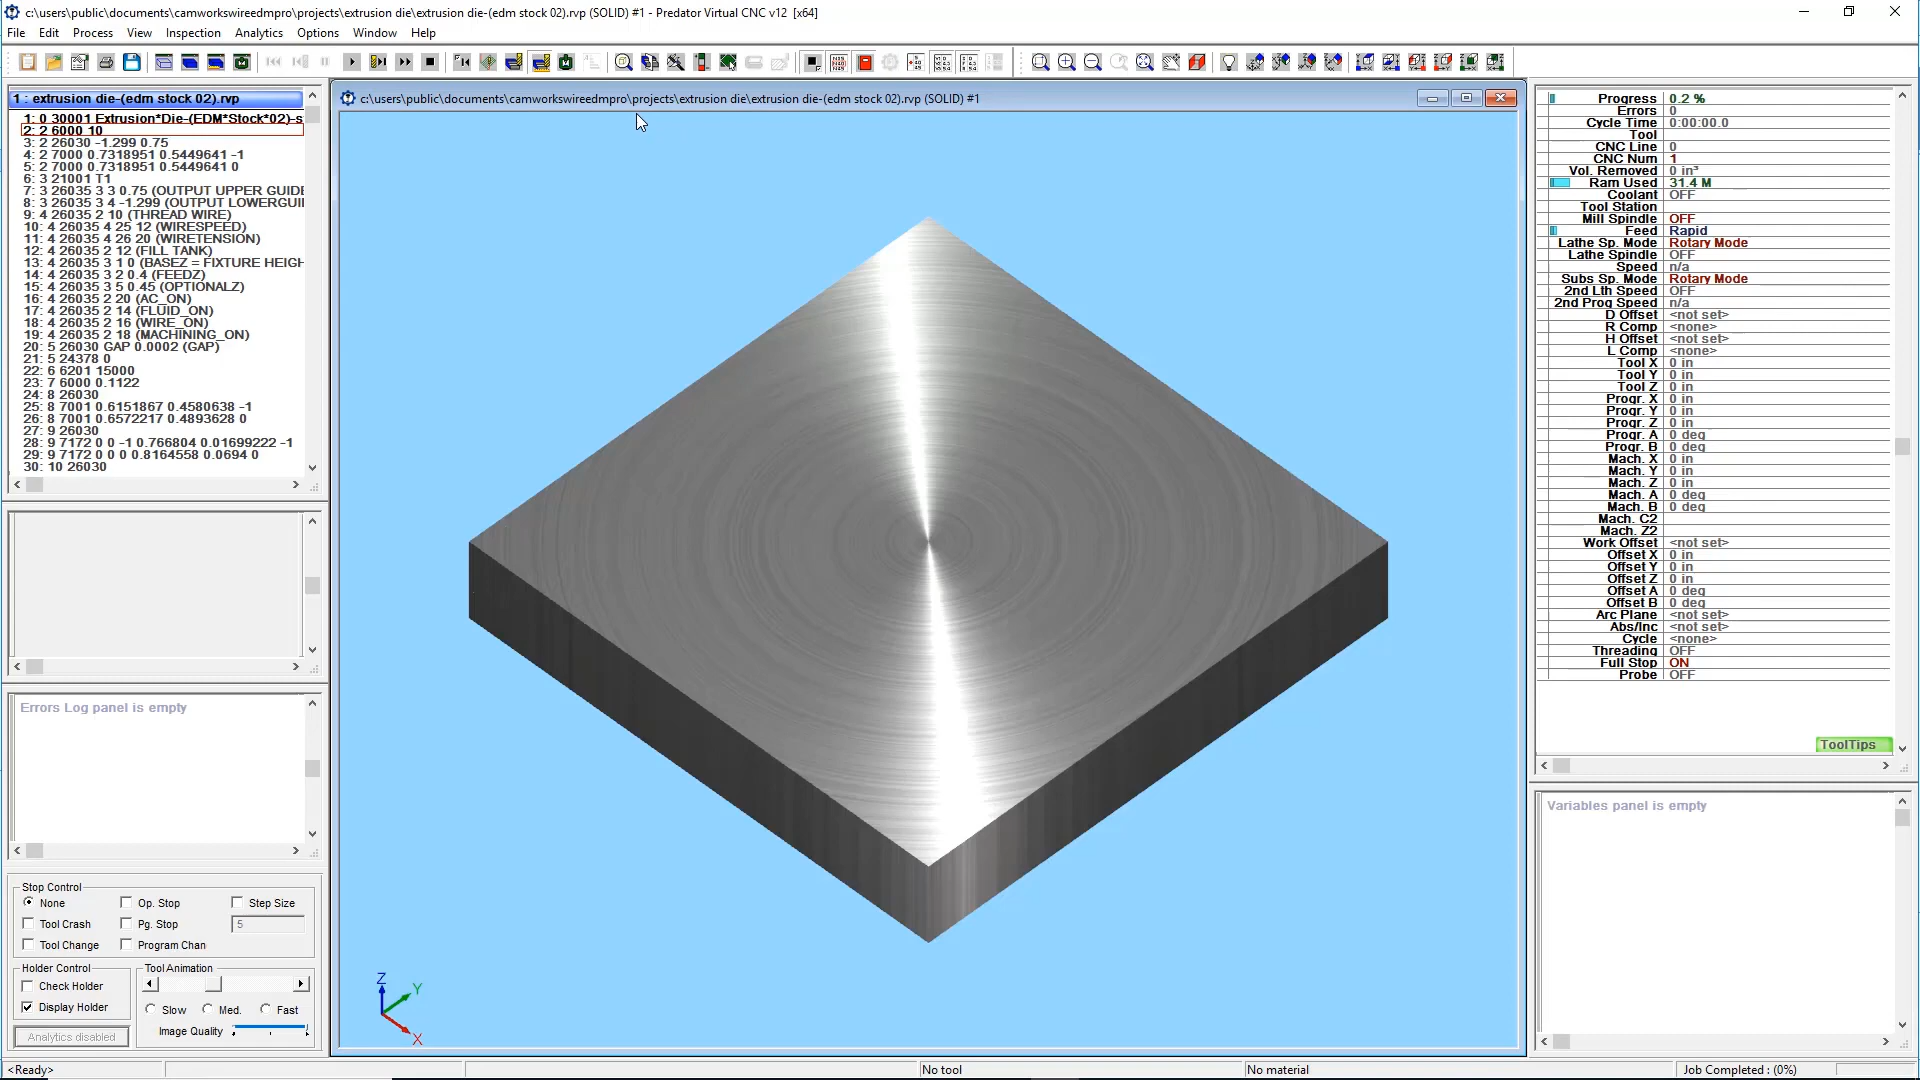 c:\users\public\documents\camworkswireedmpro\projects\extrusion die\extrusion die-(edm stock 02).rvp (SOLID) #1 - Predator Virtual CNC v12 [x64]
File Edit Process View Inspection Analytics Options Window Help
1 : extrusion die-(edm stock 02).rvp
1: 0 30001 Extrusion*Die-(EDM*Stock*02)-s
2: 2 6000 10
3: 2 26030 -1.299 0.75
4: 2 7000 0.7318951 0.5449641 -1
5: 2 7000 0.7318951 0.5449641 0
6: 3 21001 T1
7: 3 26035 3 3 0.75 (OUTPUT UPPER GUIDE
8: 3 26035 3 4 -1.299 (OUTPUT LOWERGUI
9: 4 26035 2 10 (THREAD WIRE)
10: 4 26035 4 25 12 (WIRESPEED)
11: 4 26035 4 26 20 (WIRETENSION)
12: 4 26035 2 12 (FILL TANK)
13: 4 26035 3 1 0 (BASEZ = FIXTURE HEIGH
14: 4 26035 3 2 0.4 (FEEDZ)
15: 4 26035 3 5 0.45 (OPTIONALZ)
16: 4 26035 2 20 (AC_ON)
17: 4 26035 2 14 (FLUID_ON)
18: 4 26035 2 16 (WIRE_ON)
19: 4 26035 2 18 (MACHINING_ON)
20: 5 26030 GAP 0.0002 (GAP)
21: 5 24378 0
22: 6 6201 15000
23: 7 6000 0.1122
24: 8 26030
25: 8 7001 0.6151867 0.4580638 -1
26: 8 7001 0.6572217 0.4893628 0
27: 9 26030
28: 9 7172 0 0 -1 0.766804 0.01699222 -1
29: 9 7172 0 0 0 0.8164558 0.0694 0
30: 10 26030
Errors Log panel is empty
Stop Control
None Op. Stop Step Size
Tool Crash Pg. Stop 5
Tool Change Program Chan
Holder Control
Check Holder
Display Holder
Analytics disabled
Tool Animation
Slow Med. Fast
Image Quality
c:\users\public\documents\camworkswireedmpro\projects\extrusion die\extrusion die-(edm stock 02).rvp (SOLID) #1
Z
Y
X
Progress 0.2 %
Errors 0
Cycle Time 0:00:00.0
Tool
CNC Line 0
CNC Num 1
Vol. Removed 0 in³
Ram Used 31.4 M
Coolant OFF
Tool Station
Mill Spindle OFF
Feed Rapid
Lathe Sp. Mode Rotary Mode
Lathe Spindle OFF
Speed n/a
Subs Sp. Mode Rotary Mode
2nd Lth Speed OFF
2nd Prog Speed n/a
D Offset <not set>
R Comp <none>
H Offset <not set>
L Comp <none>
Tool X 0 in
Tool Y 0 in
Tool Z 0 in
Progr. X 0 in
Progr. Y 0 in
Progr. Z 0 in
Progr. A 0 deg
Progr. B 0 deg
Mach. X 0 in
Mach. Y 0 in
Mach. Z 0 in
Mach. A 0 deg
Mach. B 0 deg
Mach. C2
Mach. Z2
Work Offset <not set>
Offset X 0 in
Offset Y 0 in
Offset Z 0 in
Offset A 0 deg
Offset B 0 deg
Arc Plane <not set>
Abs/Inc <not set>
Cycle <none>
Threading OFF
Full Stop ON
Probe OFF
ToolTips
Variables panel is empty
<Ready> No tool No material Job Completed : (0%)